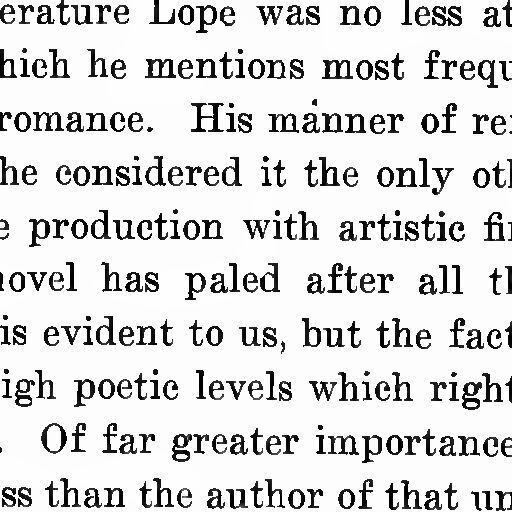 erature Lope was no less at
hich he mentions most frequ
romance. His manner of re
he considered it the only ot
e production with artistic fi
ovel has paled after all t
is evident to us, but the fact
igh poetic levels which right
. Of far greater importance
ss than the author of that un